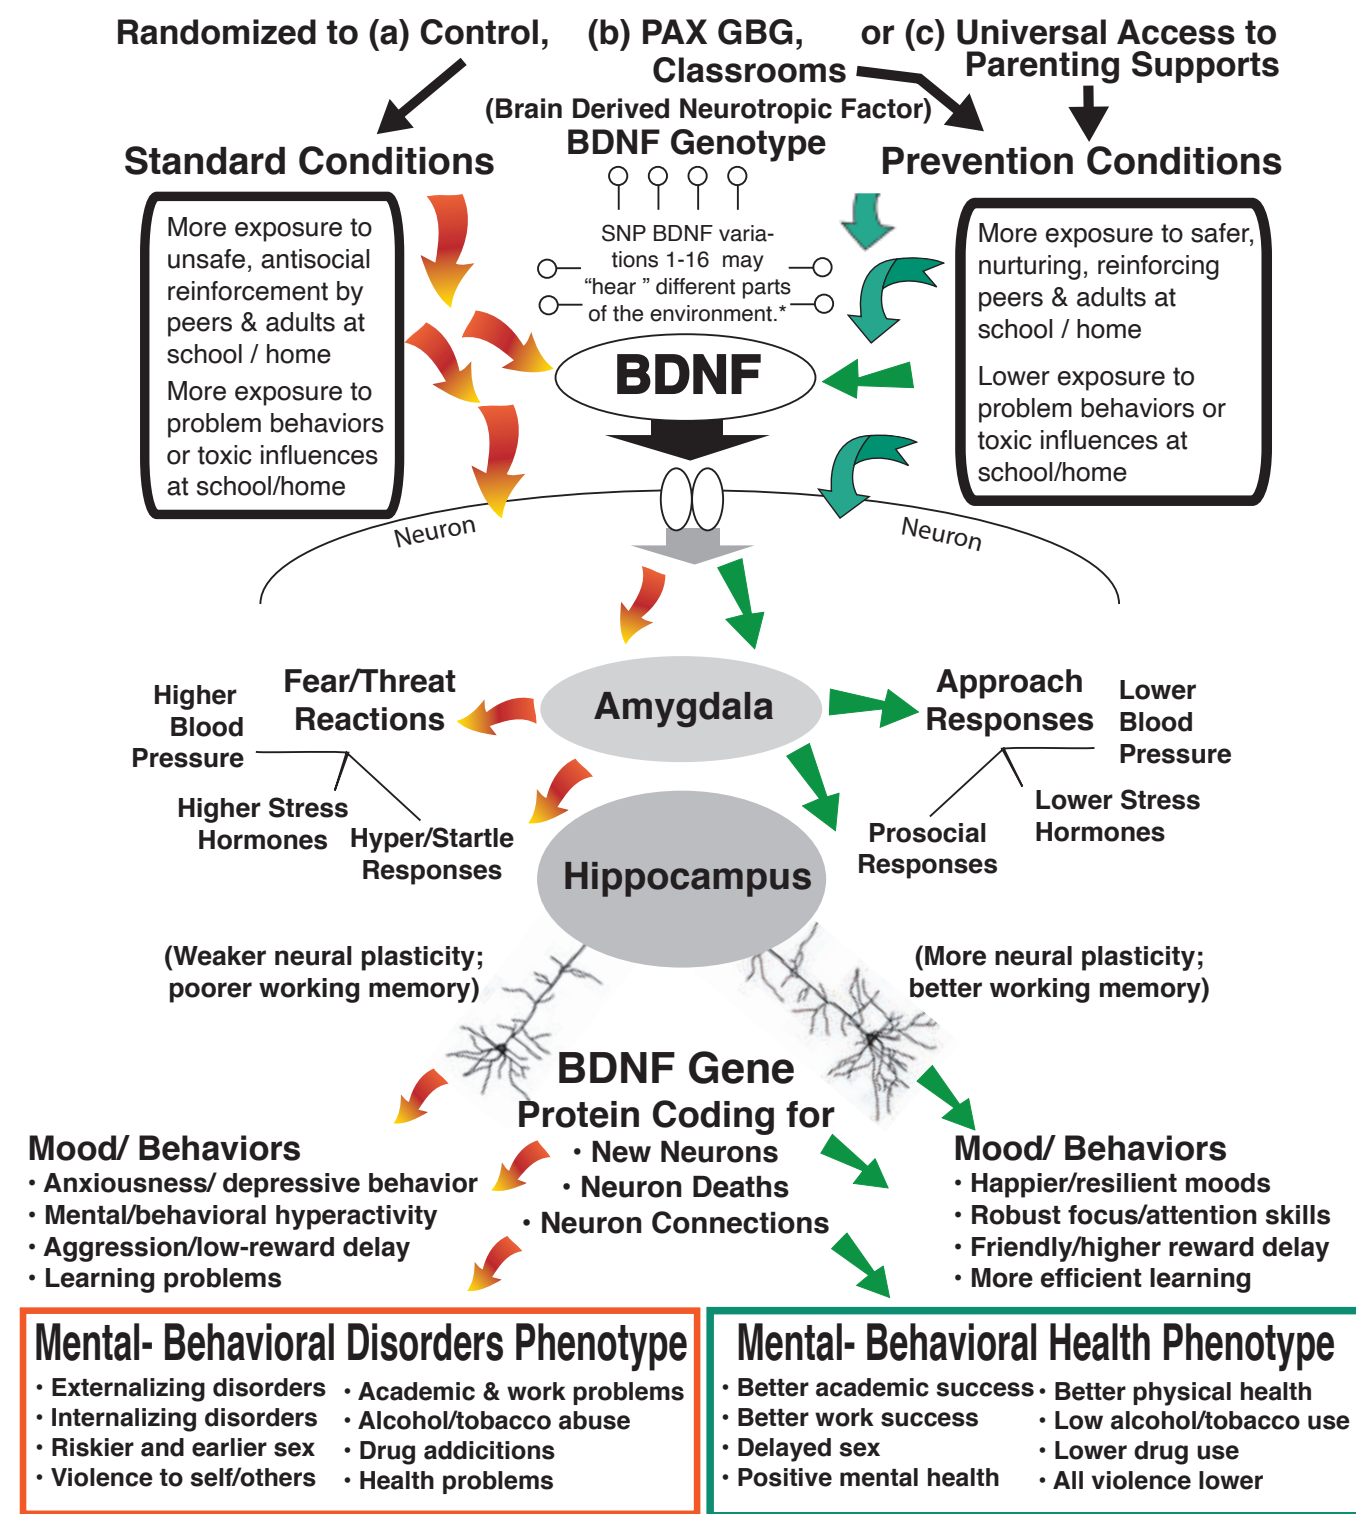 Randomized to (a) Control, (b) PAX GBG, or (c) Universal Access to
Classrooms Parenting Supports
(Brain Derived Neurotropic Factor)
BDNF Genotype
Standard Conditions
Prevention Conditions
More exposure to
unsafe, antisocial
reinforcement by
peers & adults at
school / home
More exposure to
problem behaviors
or toxic influences
at school/home
SNP BDNF varia-
tions 1-16 may
“hear ” different parts
of the environment.*
BDNF
More exposure to safer,
nurturing, reinforcing
peers & adults at
school / home
Lower exposure to
problem behaviors or
toxic influences at
school/home
Neuron
Neuron
Amygdala
Fear/Threat
Reactions
Higher
Blood
Pressure
Higher Stress
Hormones
Hyper/Startle
Responses
Approach
Responses
Lower
Blood
Pressure
Lower Stress
Hormones
Prosocial
Responses
Hippocampus
(Weaker neural plasticity;
poorer working memory)
(More neural plasticity;
better working memory)
BDNF Gene
Protein Coding for
• New Neurons
• Neuron Deaths
• Neuron Connections
Mood/ Behaviors
• Anxiousness/ depressive behavior
• Mental/behavioral hyperactivity
• Aggression/low-reward delay
• Learning problems
Mood/ Behaviors
• Happier/resilient moods
• Robust focus/attention skills
• Friendly/higher reward delay
• More efficient learning
Mental- Behavioral Disorders Phenotype
• Externalizing disorders
• Internalizing disorders
• Riskier and earlier sex
• Violence to self/others
• Academic & work problems
• Alcohol/tobacco abuse
• Drug addicitions
• Health problems
Mental- Behavioral Health Phenotype
• Better academic success
• Better work success
• Delayed sex
• Positive mental health
• Better physical health
• Low alcohol/tobacco use
• Lower drug use
• All violence lower